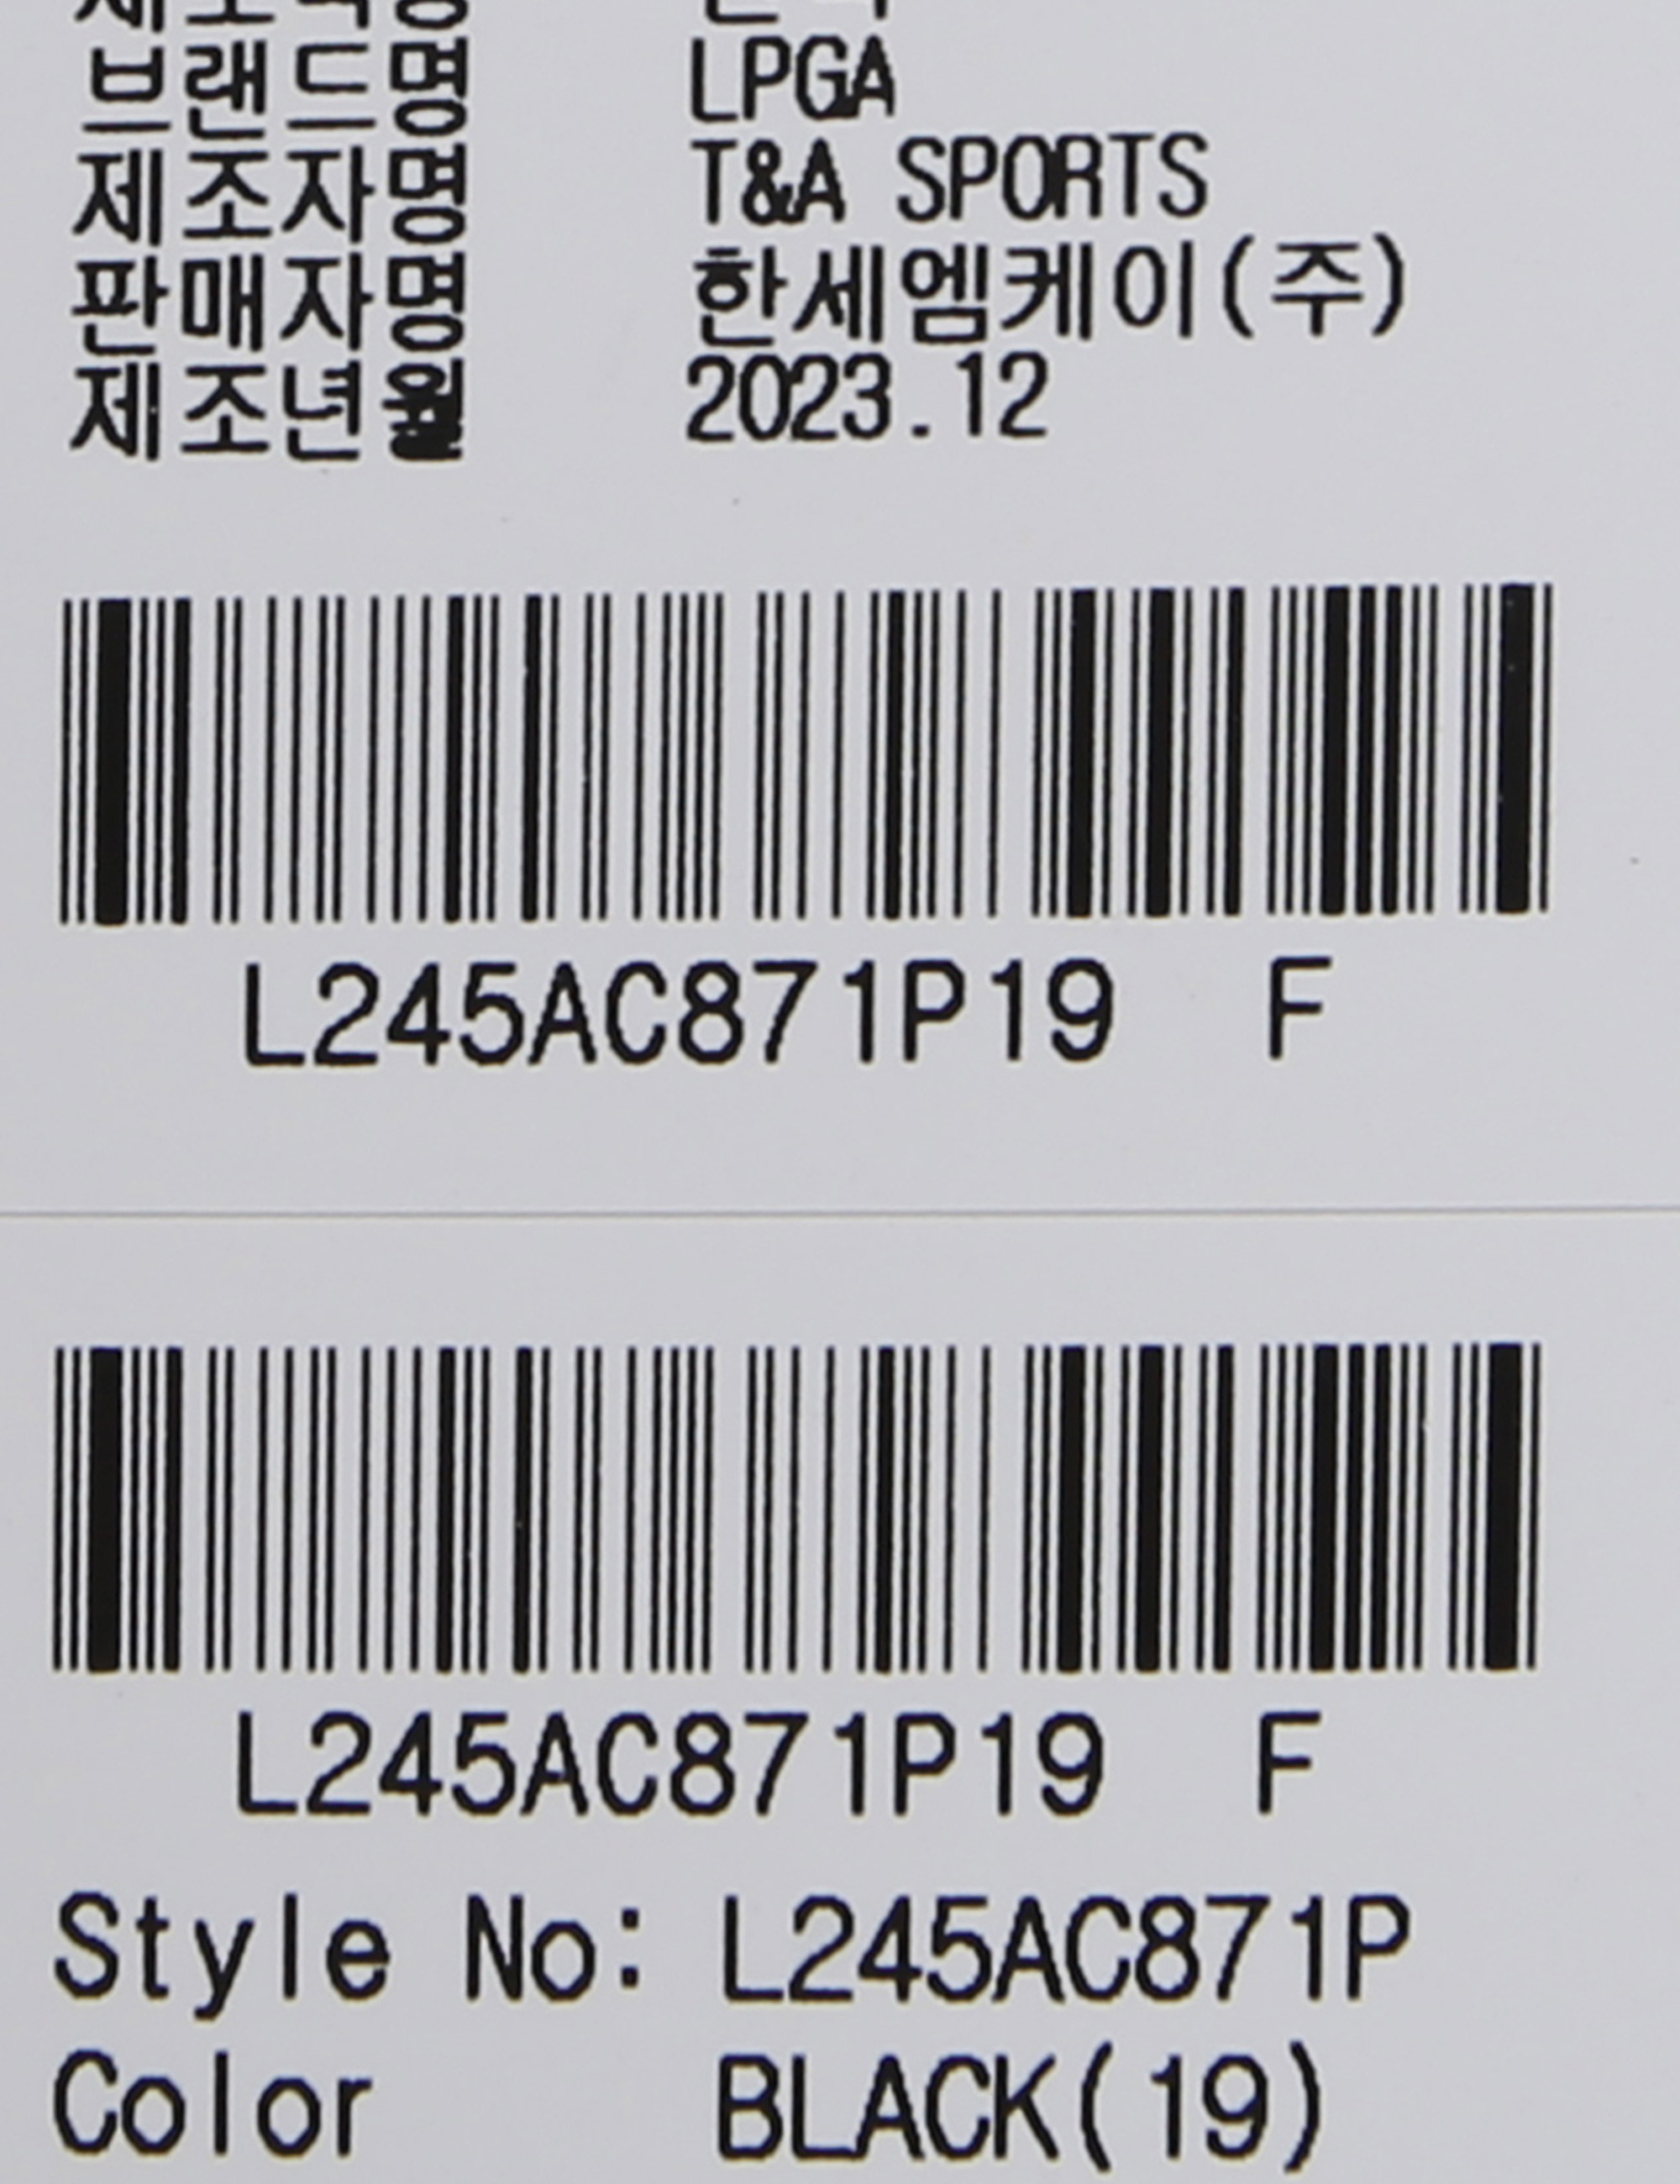 브랜드명 LPGA
제조자명 T&A SPORTS
판매자명 한세엠케이(주)
제조년월 2023.12
L245AC871P19 F
L245AC871P19 F
Style No: L245AC871P
Color BLACK(19)